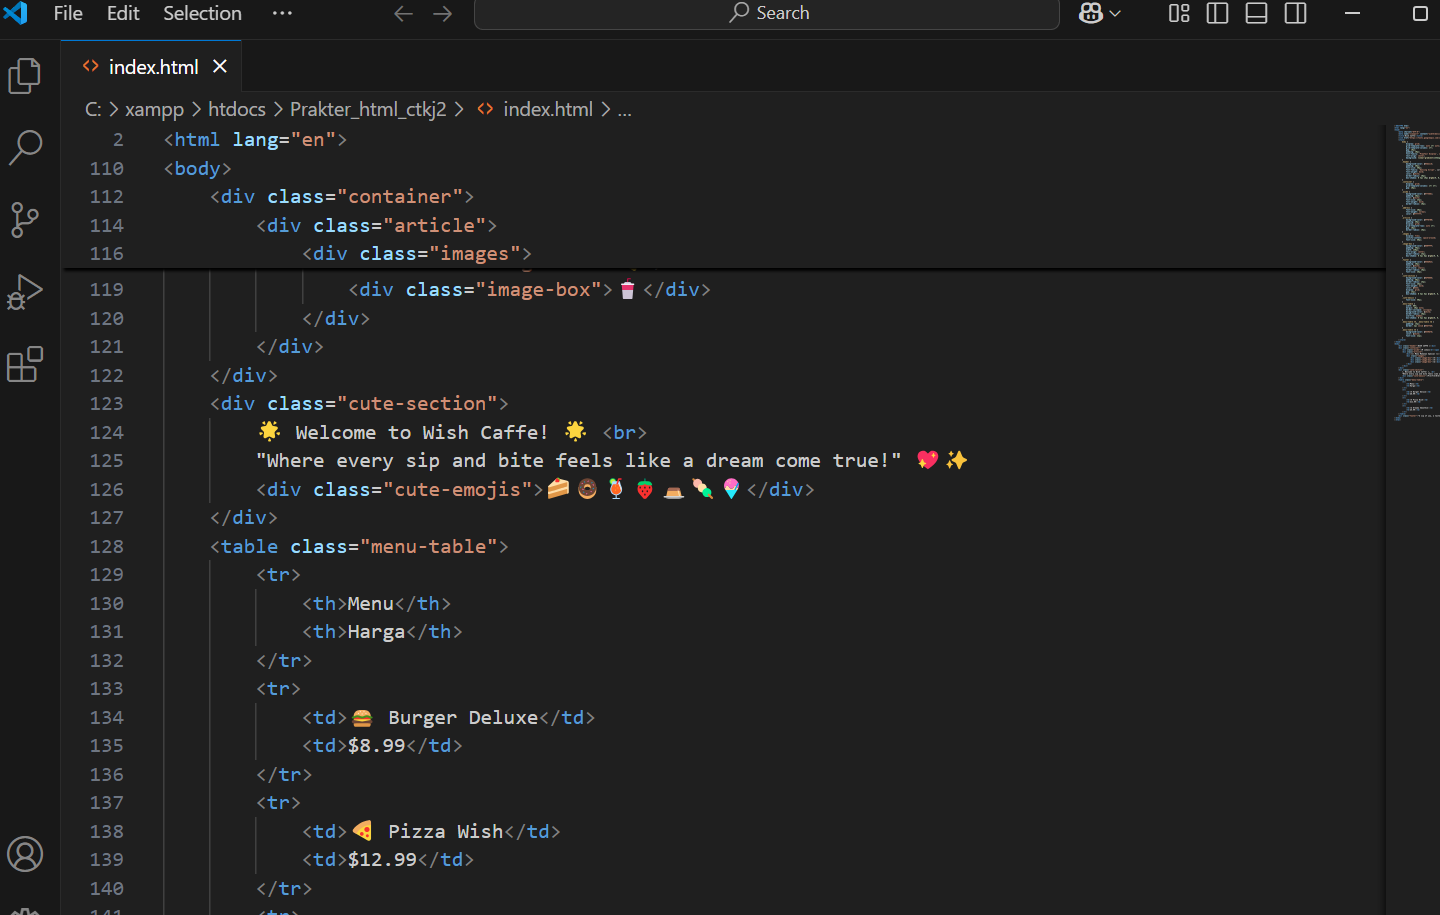 File Edit Selection ··· Search
index.html
C: > xampp > htdocs > Prakter_html_ctkj2 > index.html > ...
2 <html lang="en">
110 <body>
112 <div class="container">
114 <div class="article">
116 <div class="images">
119 <div class="image-box">🥤</div>
120 </div>
121 </div>
122 </div>
123 <div class="cute-section">
124 🌟 Welcome to Wish Caffe! 🌟 <br>
125 "Where every sip and bite feels like a dream come true!" 💖✨
126 <div class="cute-emojis">🍰🍩🍹🍓🍮🍡🍧</div>
127 </div>
128 <table class="menu-table">
129 <tr>
130 <th>Menu</th>
131 <th>Harga</th>
132 </tr>
133 <tr>
134 <td>🍔 Burger Deluxe</td>
135 <td>$8.99</td>
136 </tr>
137 <tr>
138 <td>🍕 Pizza Wish</td>
139 <td>$12.99</td>
140 </tr>